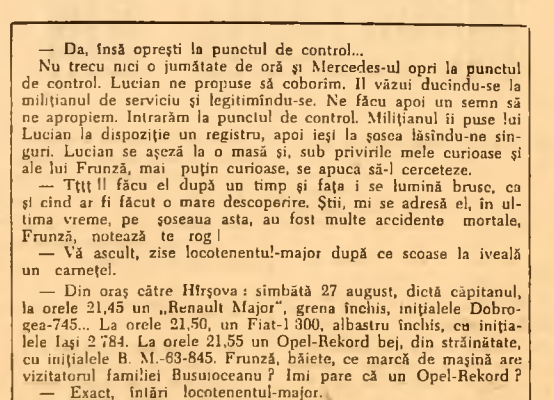 — Da, însă oprești la punctul de control...
Nu trecu nici o jumătate de oră și Mercedes-ul opri la punctul
de control. Lucian ne propuse să coborîm. Il văzui ducîndu-se la
milițianul de serviciu și legitimîndu-se. Ne făcu apoi un semn să
ne apropiem. Intrarăm la punctul de control. Milițianul îi puse lui
Lucian la dispoziție un registru, apoi ieși la șosea lăsîndu-ne sin-
guri. Lucian se așeză la o masă și, sub privirile mele curioase și
ale lui Frunză, mai puțin curioase, se apuca să-l cerceteze.
— Tttt !! făcu el după un timp și fața i se lumină brusc, ca
și cînd ar fi făcut o mare descoperire. Știi, mi se adresă el, în ul-
tima vreme, pe șoseaua asta, au fost multe accidente mortale,
Frunză, notează te rog !
— Vă ascult, zise locotenentul-major după ce scoase la iveală
un carnețel.
— Din oraș către Hîrșova : sîmbătă 27 august, dictă căpitanul,
la orele 21,45 un „Renault Major", grena închis, inițialele Dobro-
gea-745... La orele 21,50, un Fiat-1 300, albastru închis, cu iniția-
lele Iași 2 784. La orele 21,55 un Opel-Rekord bej, din străinătate,
cu inițialele B. M.-63-845. Frunză, băiete, ce marcă de mașină are
vizitatorul familiei Busuioceanu ? Imi pare că un Opel-Rekord ?
— Exact, întări locotenentul-major.